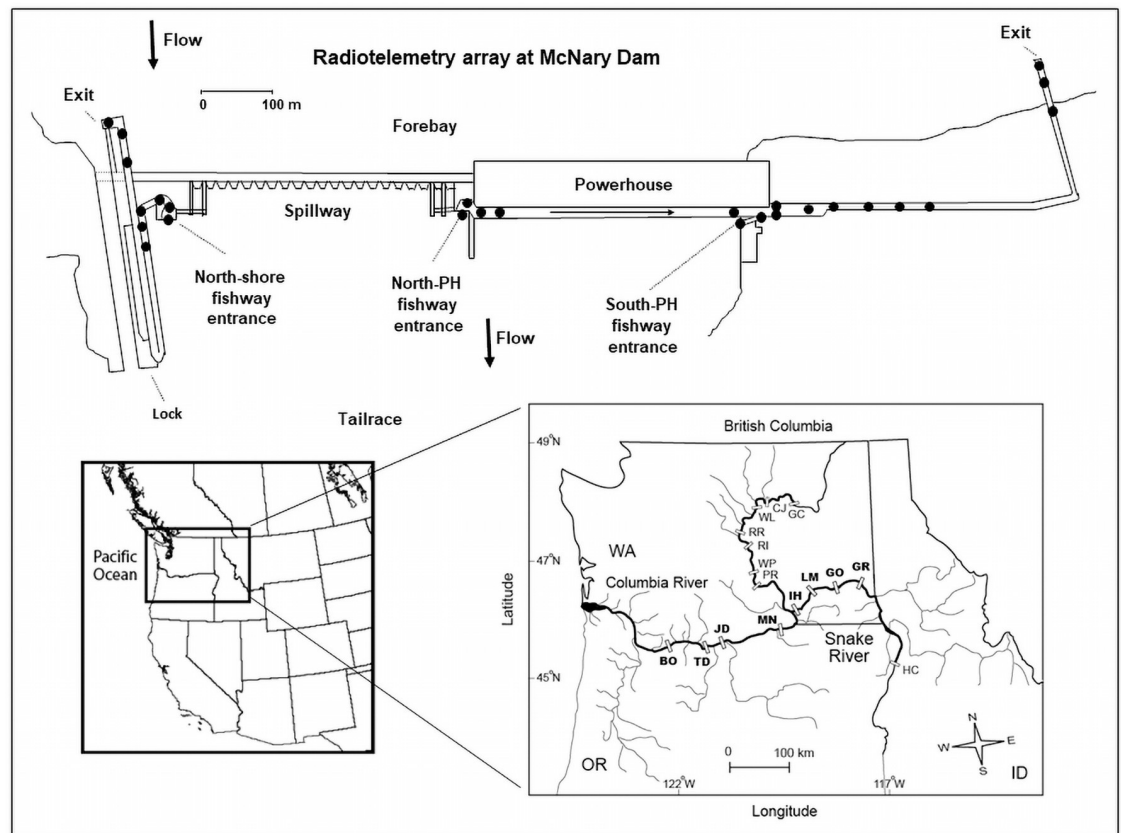 Flow
Radiotelemetry array at McNary Dam
Exit
Exit
0 100 m
Forebay
Powerhouse
Spillway
North-shore
fishway
entrance
North-PH
fishway
entrance
South-PH
fishway
entrance
Flow
Lock
Tailrace
Pacific
Ocean
British Columbia
49°N
47°N
45°N
Latitude
WA
Columbia River
WL
CJ
GC
RR
RI
WP
PR
IH
LM
GO
GR
MN
JD
TD
BO
Snake
River
HC
OR
0 100 km
N
W E
S
ID
122°W
117°W
Longitude